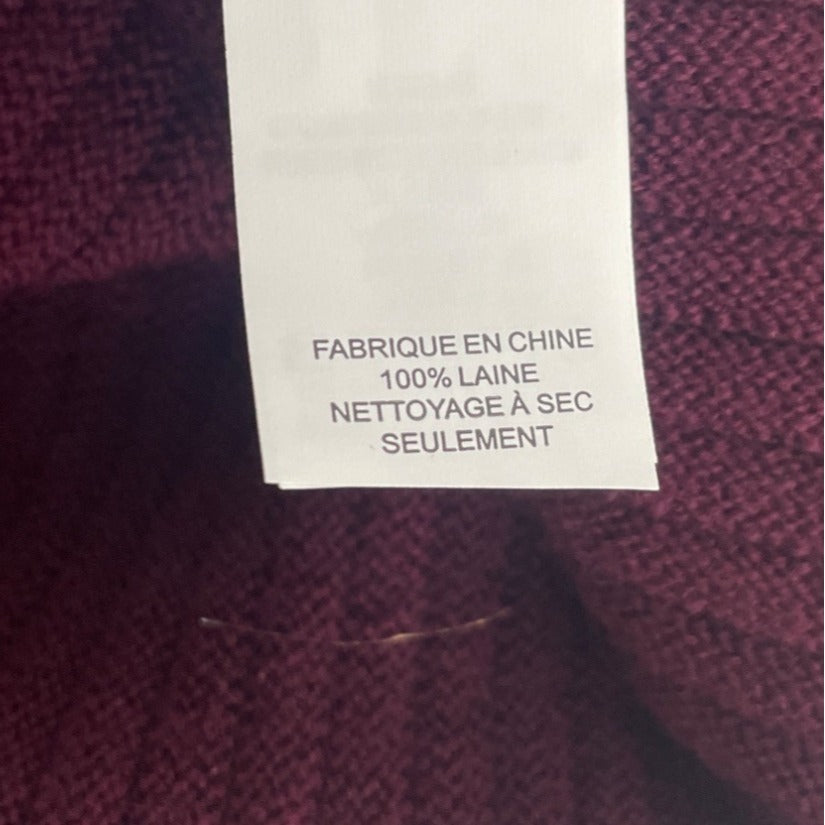 FABRIQUE EN CHINE
100% LAINE
NETTOYAGE À SEC
SEULEMENT